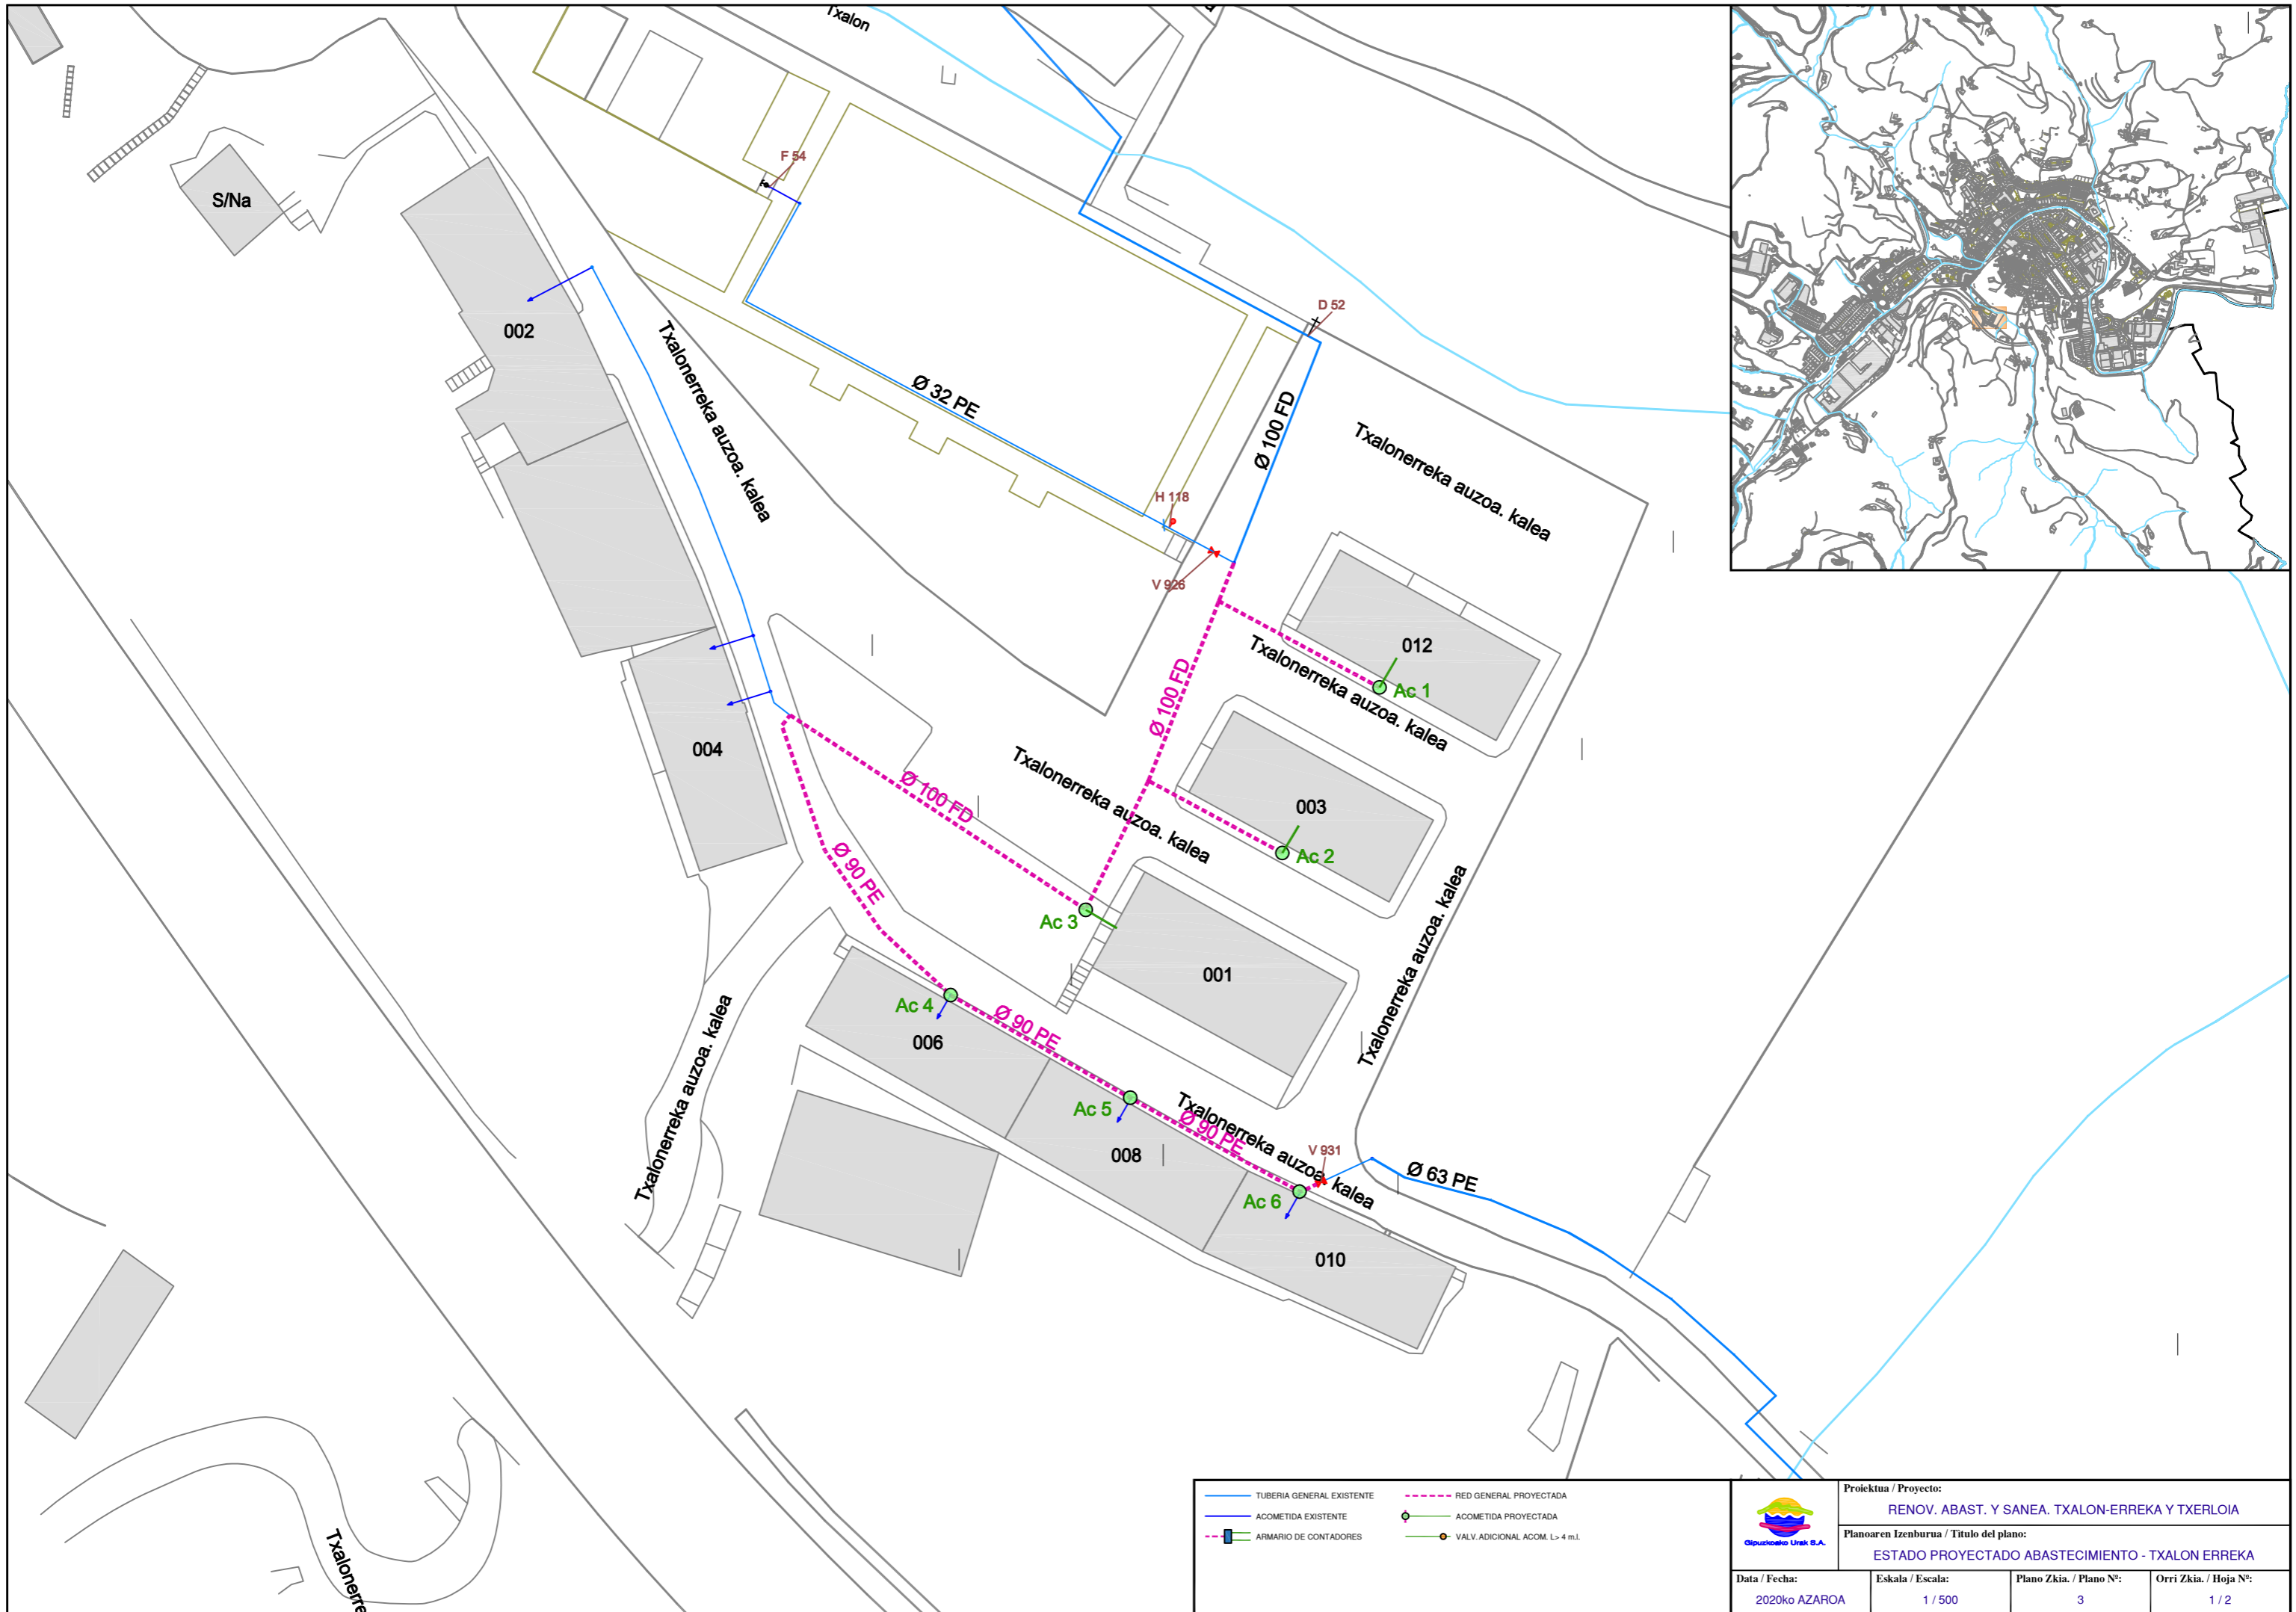 Txalon
S/Na
F 54
D 52
002
Txalonerreka auzoa. kalea
Ø 32 PE
Ø 100 FD
Txalonerreka auzoa. kalea
H 118
V 926
012
Txalonerreka auzoa. kalea
Ac 1
Ø 100 FD
004
Txalonerreka auzoa. kalea
Ø 100 FD
003
Ac 2
Ø 90 PE
Ac 3
001
Txalonerreka auzoa. kalea
Ac 4
Ø 90 PE
006
Txalonerreka auzoa. kalea
Ac 5
Txalonerreka auzoa. kalea
Ø 90 PE
008
V 931
Ø 63 PE
Ac 6
010
Txalonerre
TUBERIA GENERAL EXISTENTE
RED GENERAL PROYECTADA
ACOMETIDA EXISTENTE
ACOMETIDA PROYECTADA
ARMARIO DE CONTADORES
VALV. ADICIONAL ACOM. L> 4 m.l.
Gipuzkoako Urak S.A.
Proiektua / Proyecto:
RENOV. ABAST. Y SANEA. TXALON-ERREKA Y TXERLOIA
Planoaren Izenburua / Titulo del plano:
ESTADO PROYECTADO ABASTECIMIENTO - TXALON ERREKA
Data / Fecha:
2020ko AZAROA
Eskala / Escala:
1 / 500
Plano Zkia. / Plano Nº:
3
Orri Zkia. / Hoja Nº:
1 / 2